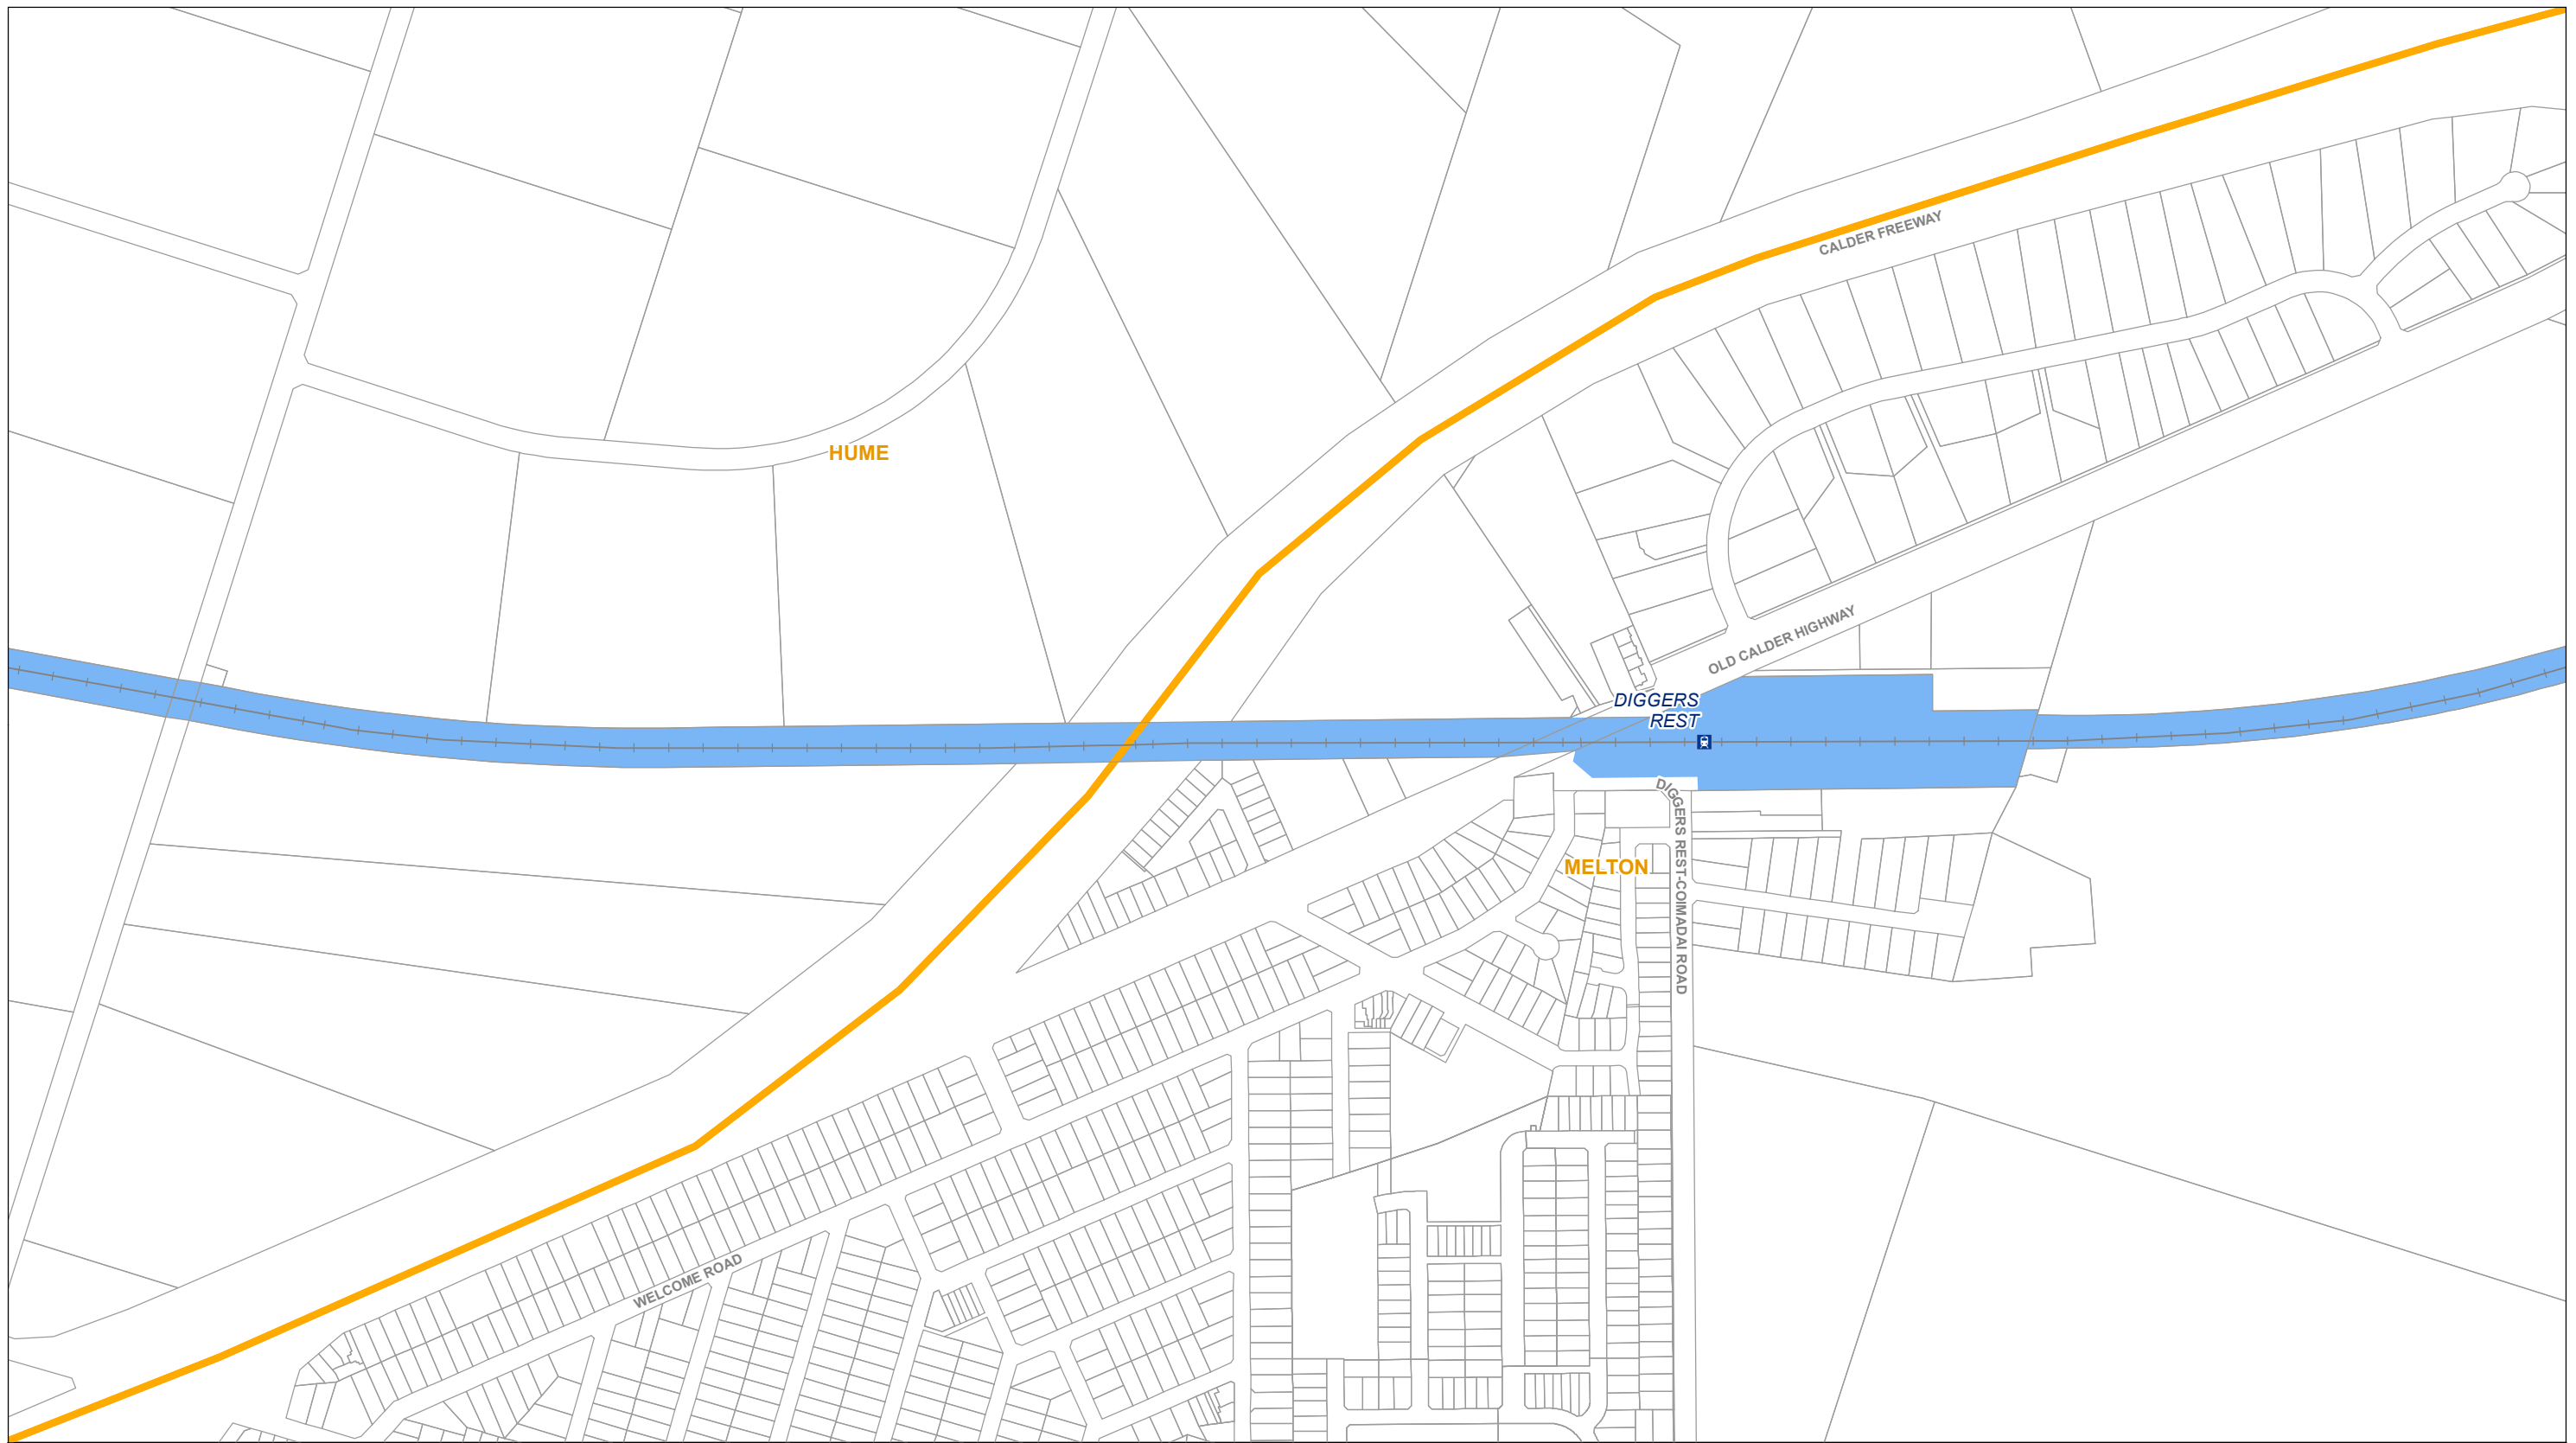 CALDER FREEWAY
HUME
OLD CALDER HIGHWAY
DIGGERS
REST
DIGGERS REST-COIMADAI ROAD
MELTON
WELCOME ROAD